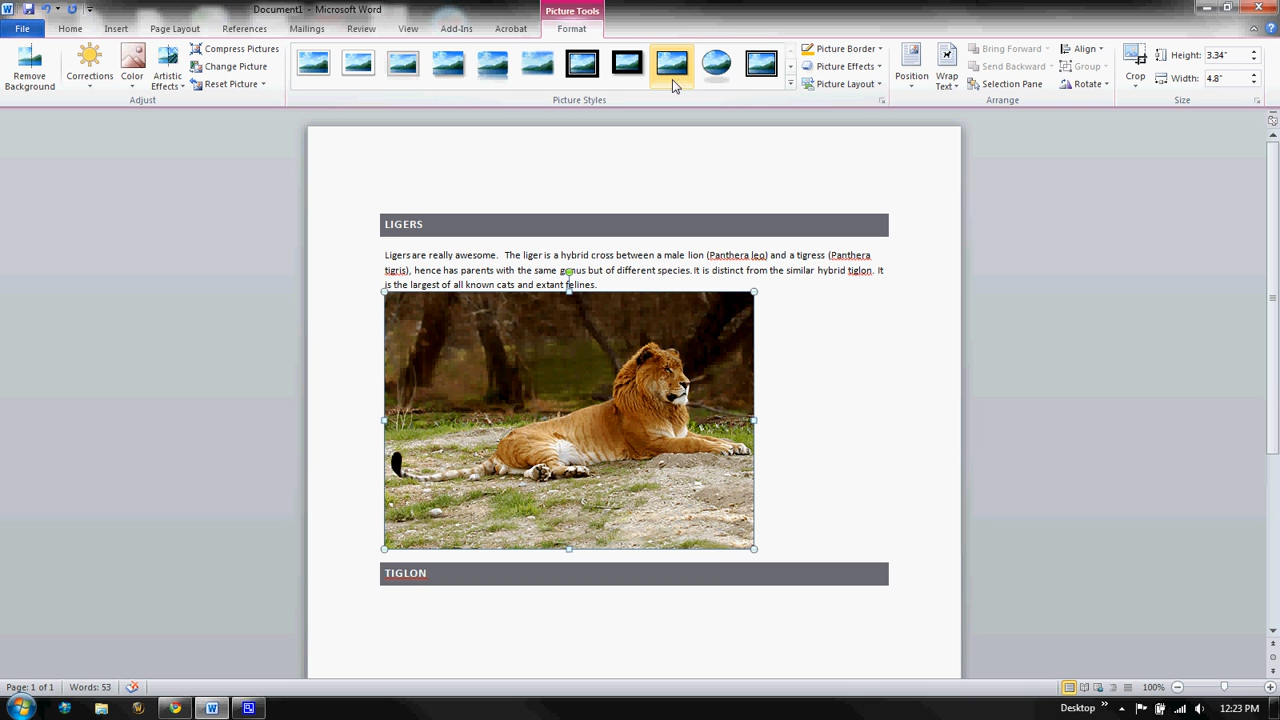 Document1 - Microsoft Word
Picture Tools
File Home Insert Page Layout References Mailings Review View Add-Ins Acrobat Format
Remove Background
Corrections
Color
Artistic Effects
Compress Pictures
Change Picture
Reset Picture
Adjust
Picture Styles
Picture Border
Picture Effects
Picture Layout
Position
Wrap Text
Bring Forward
Send Backward
Selection Pane
Align
Group
Rotate
Arrange
Crop
Height: 3.34"
Width: 4.8"
Size
LIGERS
Ligers are really awesome. The liger is a hybrid cross between a male lion (Panthera leo) and a tigress (Panthera
tigris), hence has parents with the same genus but of different species. It is distinct from the similar hybrid tiglon. It
is the largest of all known cats and extant felines.
TIGLON
Page: 1 of 1 Words: 53 100%
Desktop 12:23 PM